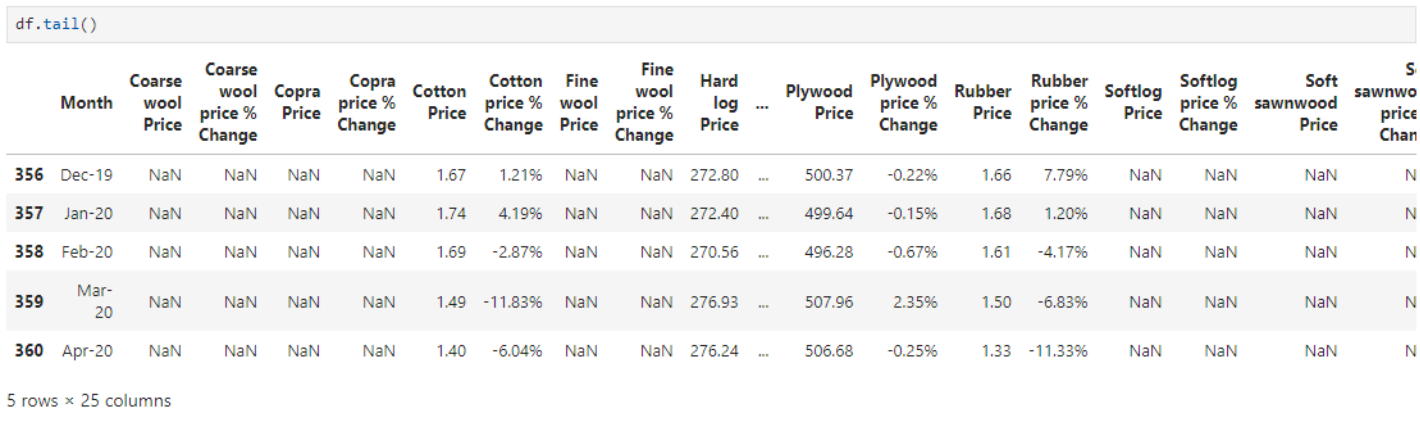 df.tail()
Month Coarse wool Price Coarse wool price % Change Copra Price Copra price % Change Cotton Price Cotton price % Change Fine wool Price Fine wool price % Change Hard log Price ... Plywood Price Plywood price % Change Rubber Price Rubber price % Change Softlog Price Softlog price % Change Soft sawnwood Price
356 Dec-19 NaN NaN NaN NaN 1.67 1.21% NaN NaN 272.80 ... 500.37 -0.22% 1.66 7.79% NaN NaN NaN N
357 Jan-20 NaN NaN NaN NaN 1.74 4.19% NaN NaN 272.40 ... 499.64 -0.15% 1.68 1.20% NaN NaN NaN N
358 Feb-20 NaN NaN NaN NaN 1.69 -2.87% NaN NaN 270.56 ... 496.28 -0.67% 1.61 -4.17% NaN NaN NaN N
359 Mar-20 NaN NaN NaN NaN 1.49 -11.83% NaN NaN 276.93 ... 507.96 2.35% 1.50 -6.83% NaN NaN NaN N
360 Apr-20 NaN NaN NaN NaN 1.40 -6.04% NaN NaN 276.24 ... 506.68 -0.25% 1.33 -11.33% NaN NaN NaN N
5 rows × 25 columns